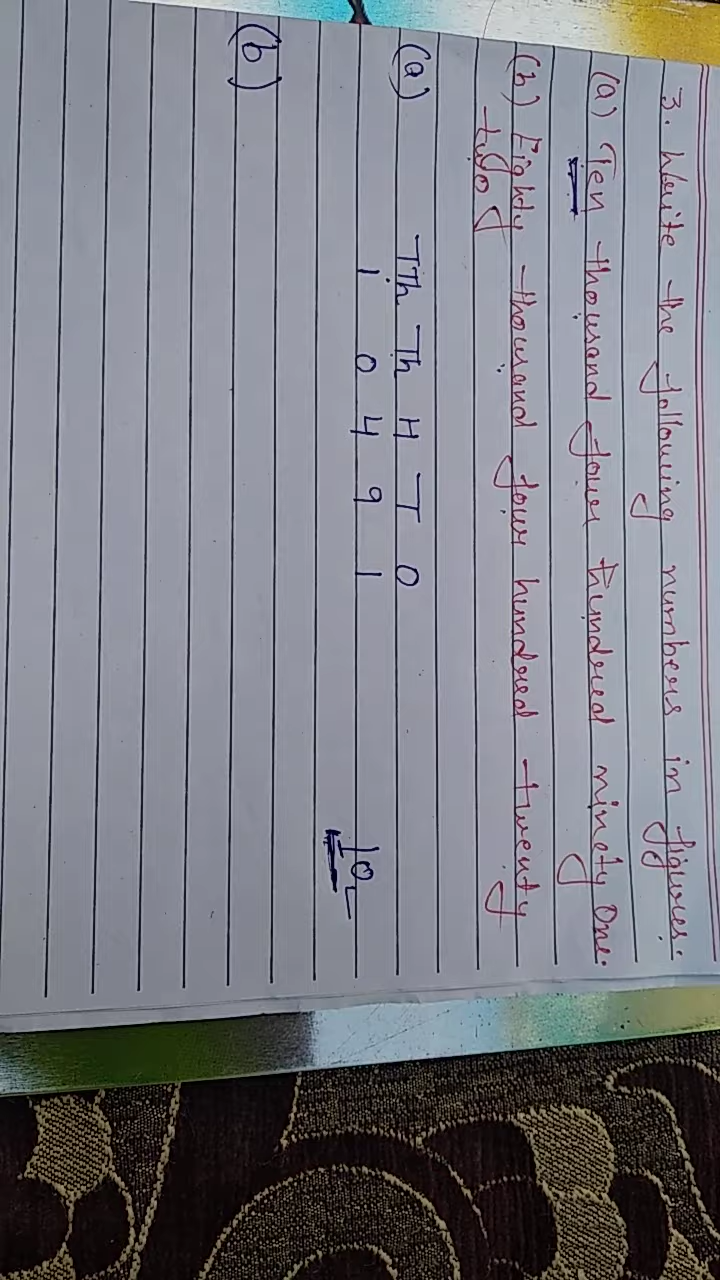 3. Write the following numbers in figures.
(a) Ten thousand four hundred ninety One.
(b) Eighty thousand four hundred twenty
two
(a) TTh Th H T O
1 0 4 9 1
(b)